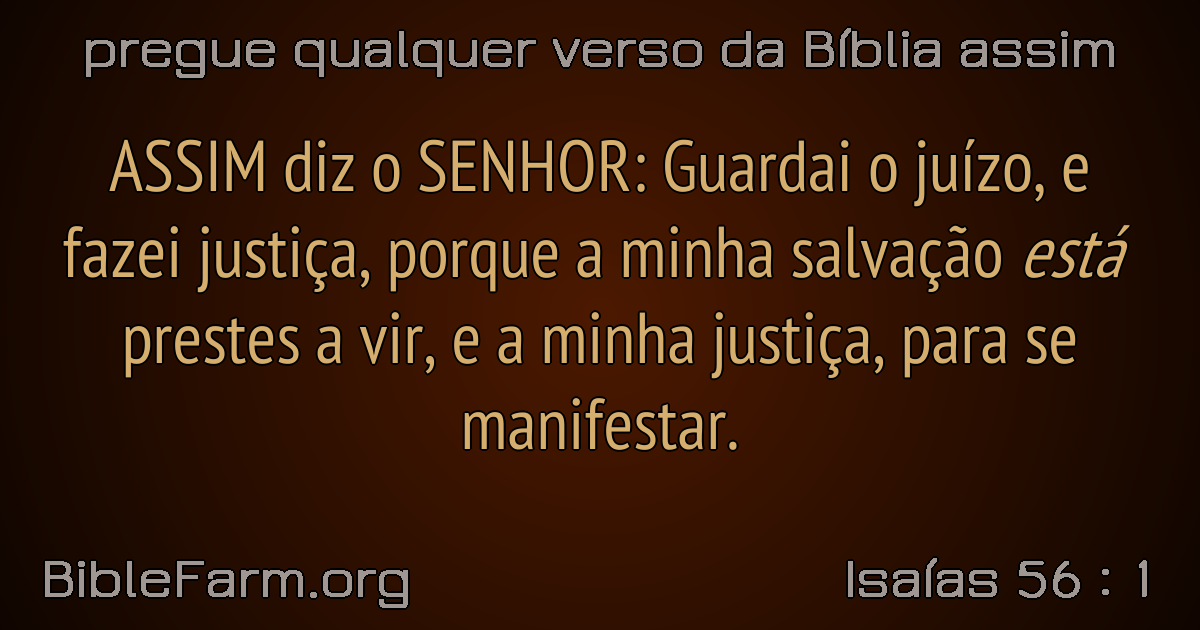 pregue qualquer verso da Bíblia assim
ASSIM diz o SENHOR: Guardai o juízo, e
fazei justiça, porque a minha salvação está
prestes a vir, e a minha justiça, para se
manifestar.
BibleFarm.org
Isaías 56 : 1